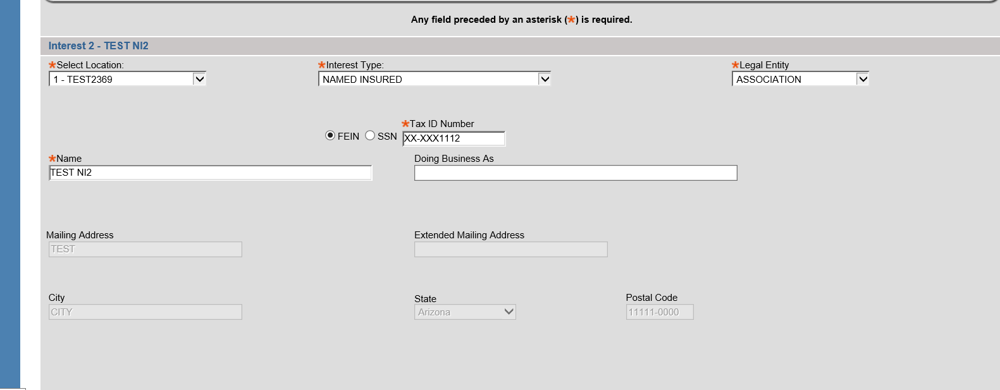 Any field preceded by an asterisk (*) is required.
Interest 2 - TEST NI2
*Select Location: *Interest Type: *Legal Entity
1 - TEST2369 NAMED INSURED ASSOCIATION
*Tax ID Number
FEIN SSN XX-XXX1112
*Name Doing Business As
TEST NI2
Mailing Address Extended Mailing Address
TEST
City State Postal Code
CITY Arizona 11111-0000